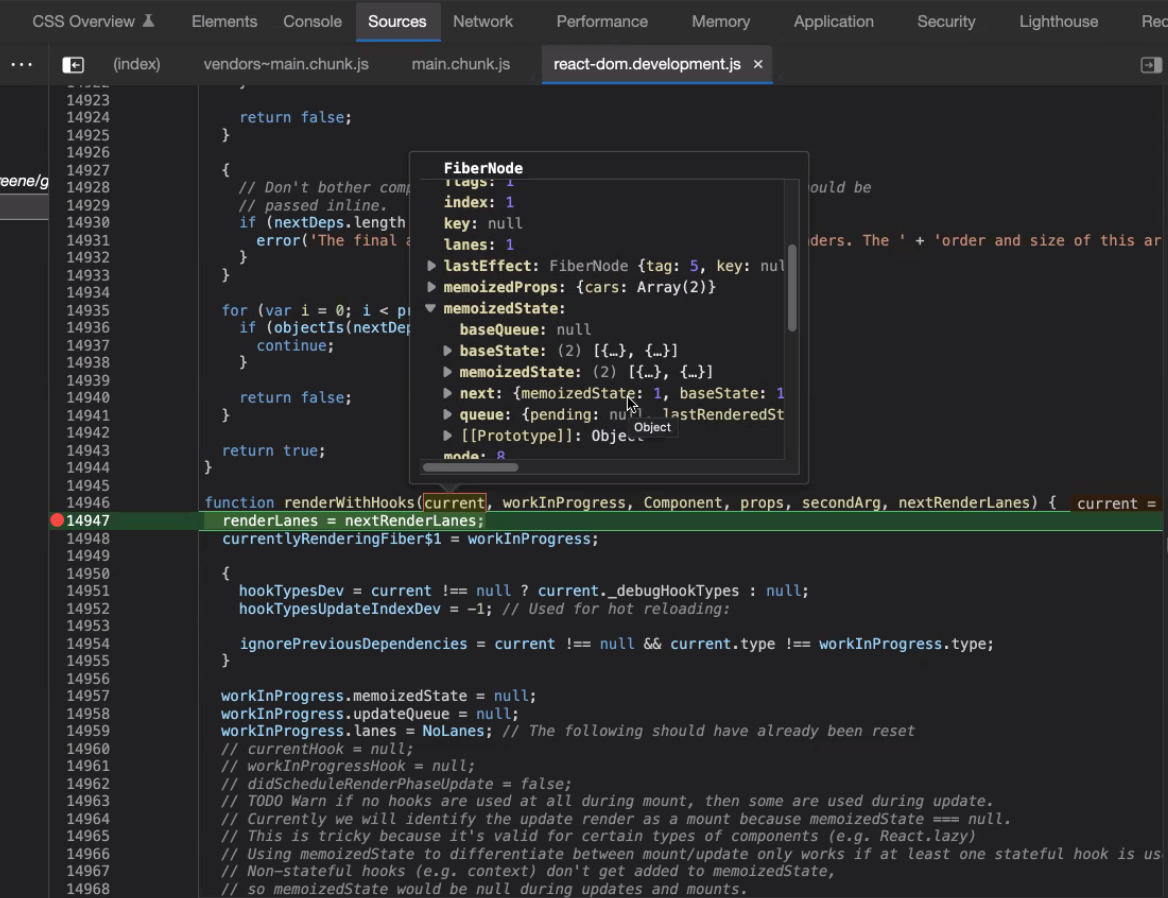 CSS Overview Elements Console Sources Network Performance Memory Application Security Lighthouse Rec
··· (index) vendors~main.chunk.js main.chunk.js react-dom.development.js ×
14923
14924 return false;
14925 }
14926
14927 {
14928 // Don't bother comp ould be
14929 // passed inline.
14930 if (nextDeps.length
14931 error('The final a ders. The ' + 'order and size of this ar
14932 }
14933 }
14934
14935 for (var i = 0; i < pr
14936 if (objectIs(nextDep
14937 continue;
14938 }
14939
14940 return false;
14941 }
14942
14943 return true;
14944 }
14945
reene/g
FiberNode
flags: 1
index: 1
key: null
lanes: 1
lastEffect: FiberNode {tag: 5, key: nul
memoizedProps: {cars: Array(2)}
memoizedState:
baseQueue: null
baseState: (2) [{…}, {…}]
memoizedState: (2) [{…}, {…}]
next: {memoizedState: 1, baseState: 1
queue: {pending: null, lastRenderedSt
[[Prototype]]: Object
mode: 8
Object
14946 function renderWithHooks(current, workInProgress, Component, props, secondArg, nextRenderLanes) { current =
14947 renderLanes = nextRenderLanes;
14948 currentlyRenderingFiber$1 = workInProgress;
14949
14950 {
14951 hookTypesDev = current !== null ? current._debugHookTypes : null;
14952 hookTypesUpdateIndexDev = -1; // Used for hot reloading:
14953
14954 ignorePreviousDependencies = current !== null && current.type !== workInProgress.type;
14955 }
14956
14957 workInProgress.memoizedState = null;
14958 workInProgress.updateQueue = null;
14959 workInProgress.lanes = NoLanes; // The following should have already been reset
14960 // currentHook = null;
14961 // workInProgressHook = null;
14962 // didScheduleRenderPhaseUpdate = false;
14963 // TODO Warn if no hooks are used at all during mount, then some are used during update.
14964 // Currently we will identify the update render as a mount because memoizedState === null.
14965 // This is tricky because it's valid for certain types of components (e.g. React.lazy)
14966 // Using memoizedState to differentiate between mount/update only works if at least one stateful hook is us
14967 // Non-stateful hooks (e.g. context) don't get added to memoizedState,
14968 // so memoizedState would be null during updates and mounts.